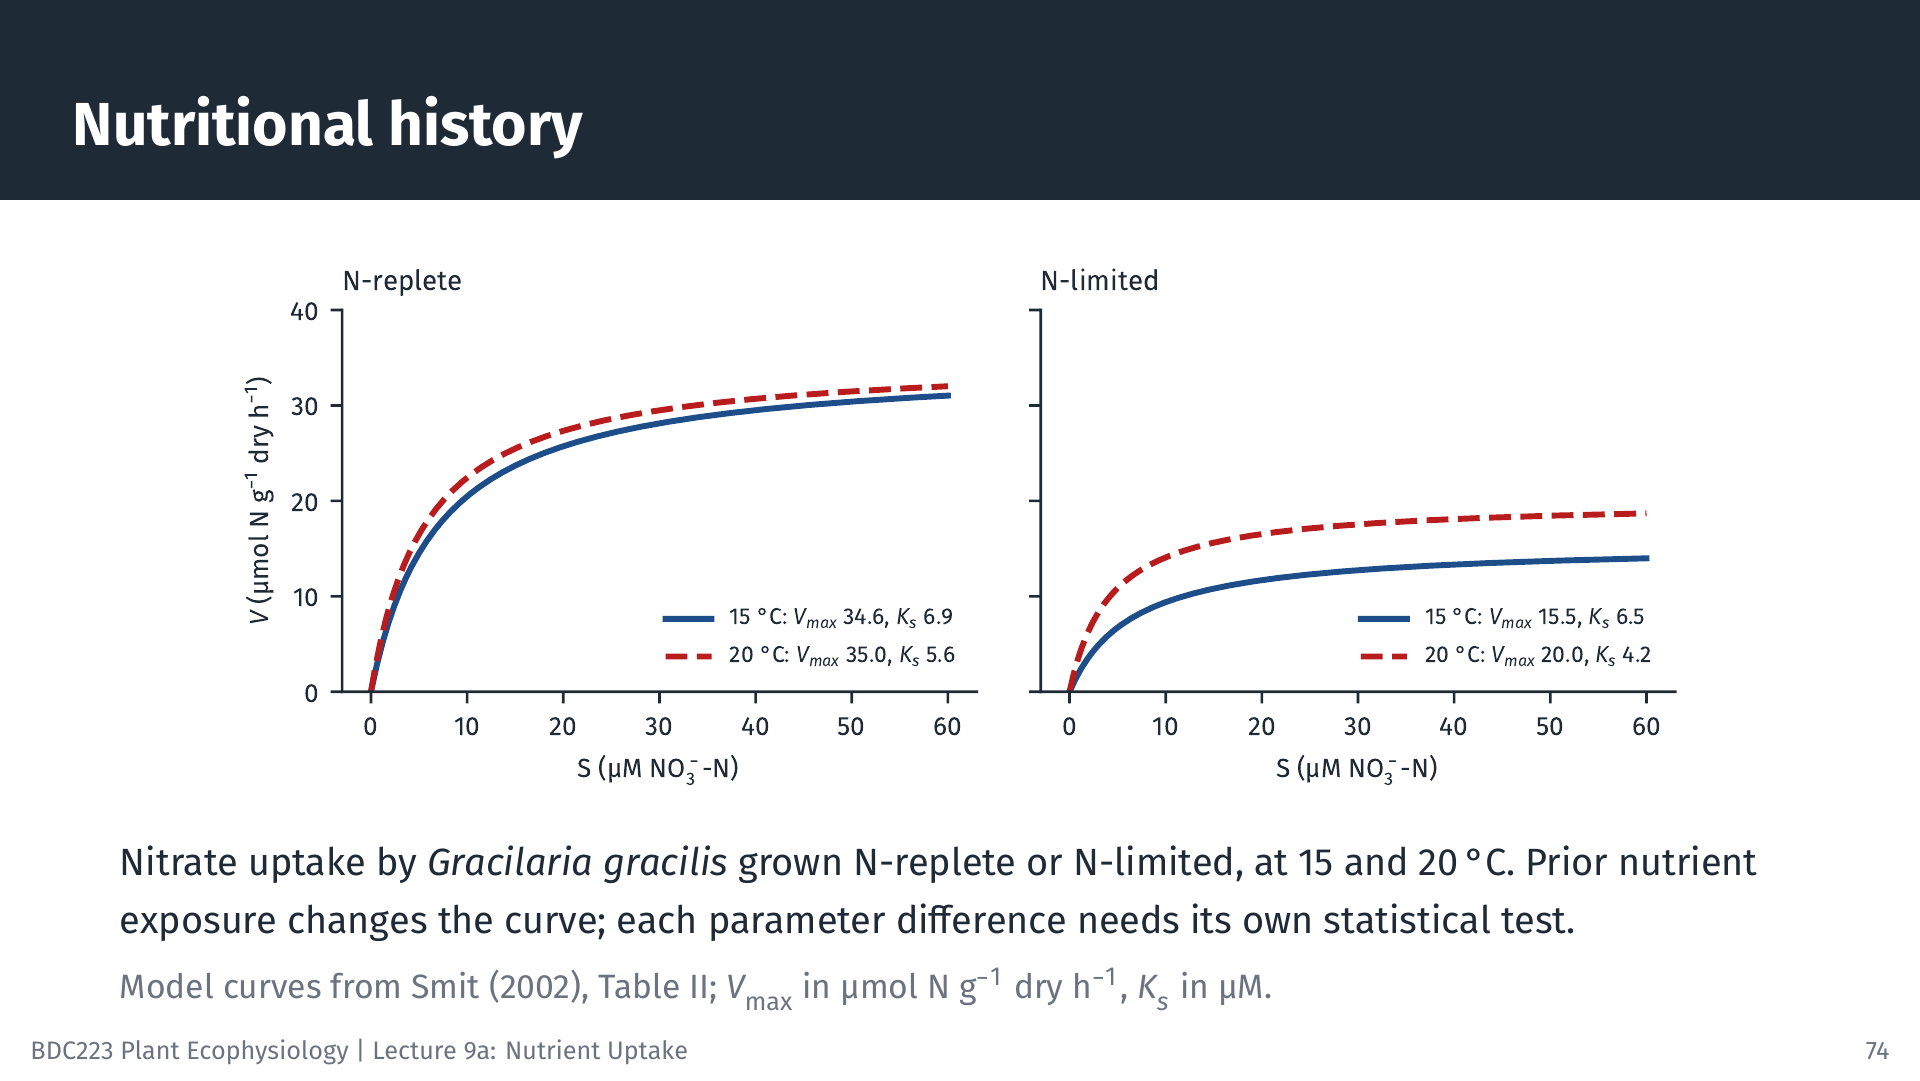 Nutritional history
N-replete
N-limited
40
30
20
10
0
V (µmol N g⁻¹ dry h⁻¹)
15 °C: Vmax 34.6, Ks 6.9
20 °C: Vmax 35.0, Ks 5.6
15 °C: Vmax 15.5, Ks 6.5
20 °C: Vmax 20.0, Ks 4.2
0 10 20 30 40 50 60
0 10 20 30 40 50 60
S (µM NO₃⁻-N)
S (µM NO₃⁻-N)
Nitrate uptake by Gracilaria gracilis grown N-replete or N-limited, at 15 and 20 °C. Prior nutrient
exposure changes the curve; each parameter difference needs its own statistical test.
Model curves from Smit (2002), Table II; Vmax in µmol N g⁻¹ dry h⁻¹, Ks in µM.
BDC223 Plant Ecophysiology | Lecture 9a: Nutrient Uptake
74